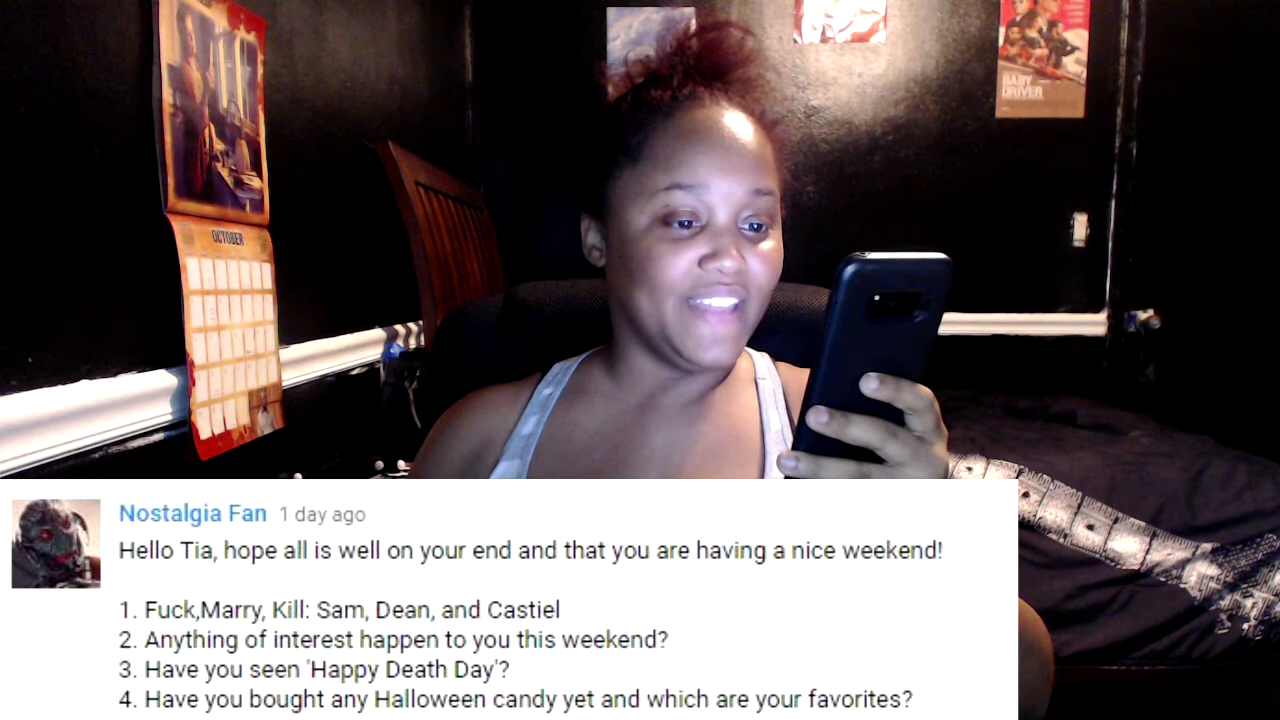 OCTOBER
BABY
DRIVER
Nostalgia Fan 1 day ago
Hello Tia, hope all is well on your end and that you are having a nice weekend!
1. Fuck,Marry, Kill: Sam, Dean, and Castiel
2. Anything of interest happen to you this weekend?
3. Have you seen 'Happy Death Day'?
4. Have you bought any Halloween candy yet and which are your favorites?